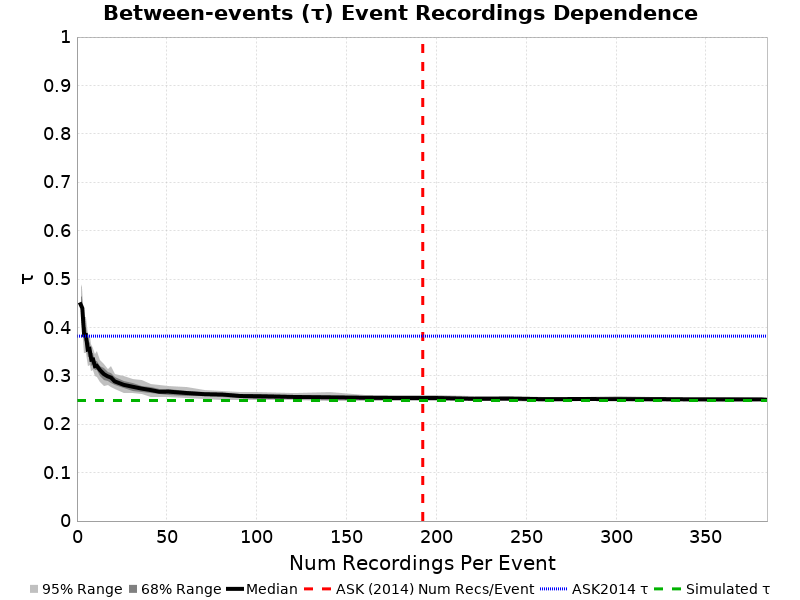 Between-events (τ) Event Recordings Dependence
1
0.9
0.8
0.7
0.6
0.5
0.4
0.3
0.2
0.1
0
τ
0 50 100 150 200 250 300 350
Num Recordings Per Event
95% Range 68% Range Median ASK (2014) Num Recs/Event ASK2014 τ Simulated τ